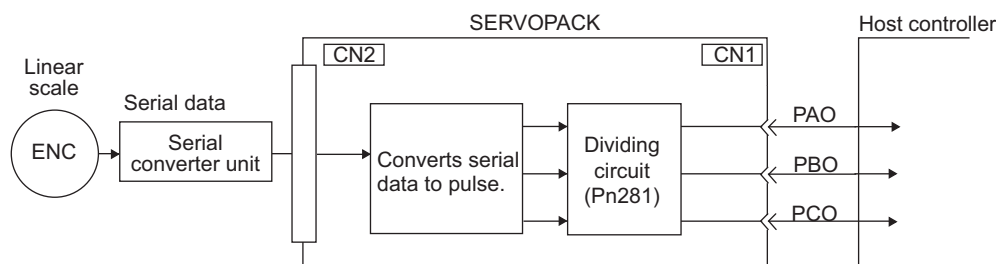 SERVOPACK
Host controller
CN2
CN1
Linear
scale
Serial data
ENC
Serial
converter unit
Converts serial
data to pulse.
Dividing
circuit
(Pn281)
PAO
PBO
PCO